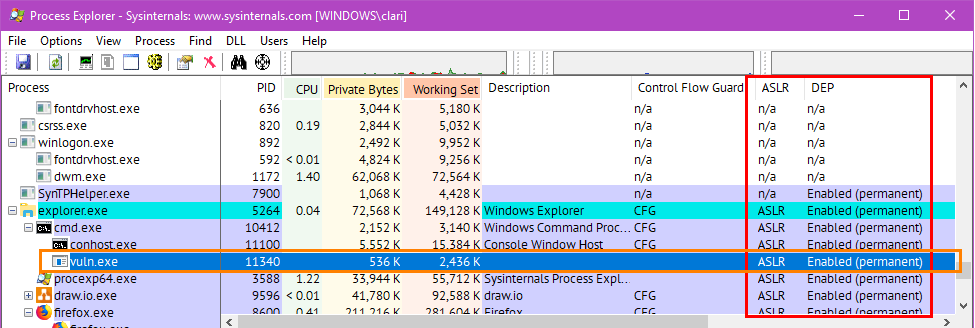 Process Explorer - Sysinternals: www.sysinternals.com [WINDOWS\clari]
File Options View Process Find DLL Users Help
Process PID CPU Private Bytes Working Set Description Control Flow Guard ASLR DEP
fontdrvhost.exe 636 3,044 K 5,180 K n/a n/a n/a
csrss.exe 820 0.19 2,844 K 5,032 K n/a n/a n/a
winlogon.exe 892 2,492 K 9,952 K n/a n/a n/a
fontdrvhost.exe 592 < 0.01 4,824 K 9,256 K n/a n/a n/a
dwm.exe 1172 1.40 62,068 K 72,564 K n/a n/a n/a
SynTPHelper.exe 7900 1,068 K 4,428 K n/a n/a Enabled (permanent)
explorer.exe 5264 0.04 72,568 K 149,128 K Windows Explorer CFG ASLR Enabled (permanent)
cmd.exe 10412 2,152 K 3,140 K Windows Command Proc... CFG ASLR Enabled (permanent)
conhost.exe 11100 5,552 K 15,384 K Console Window Host CFG ASLR Enabled (permanent)
vuln.exe 11340 536 K 2,436 K ASLR Enabled (permanent)
procexp64.exe 3588 1.22 33,944 K 55,712 K Sysinternals Process Expl... ASLR Enabled (permanent)
draw.io.exe 9596 < 0.01 41,780 K 92,588 K draw.io CFG ASLR Enabled (permanent)
firefox.exe 8600 0.41 211,216 K 281,604 K Firefox CFG ASLR Enabled (permanent)
firefox.exe